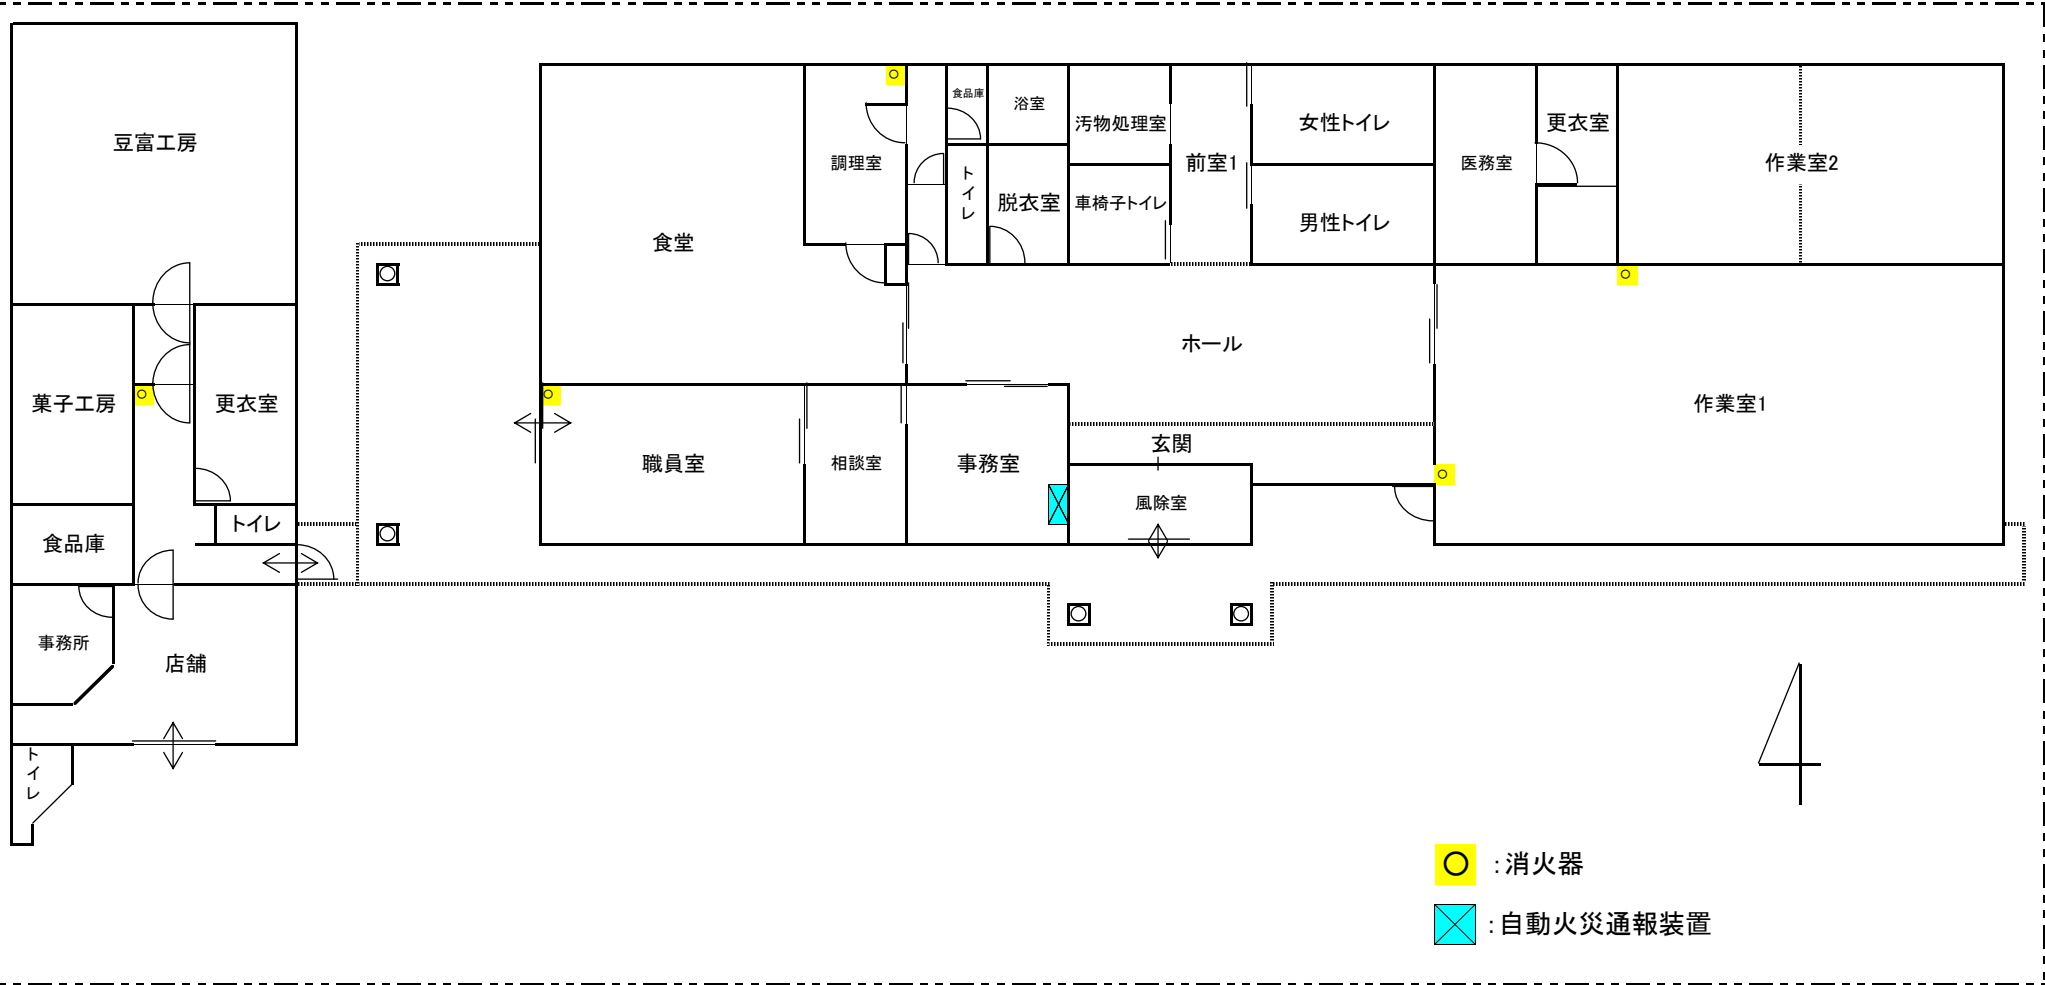 豆富工房
菓子工房
更衣室
食品庫
トイレ
事務所
店舗
トイレ
食堂
調理室
食品庫
浴室
トイレ
脱衣室
汚物処理室
車椅子トイレ
前室1
女性トイレ
男性トイレ
医務室
更衣室
作業室2
ホール
作業室1
職員室
相談室
事務室
玄関
風除室
:消火器
:自動火災通報装置